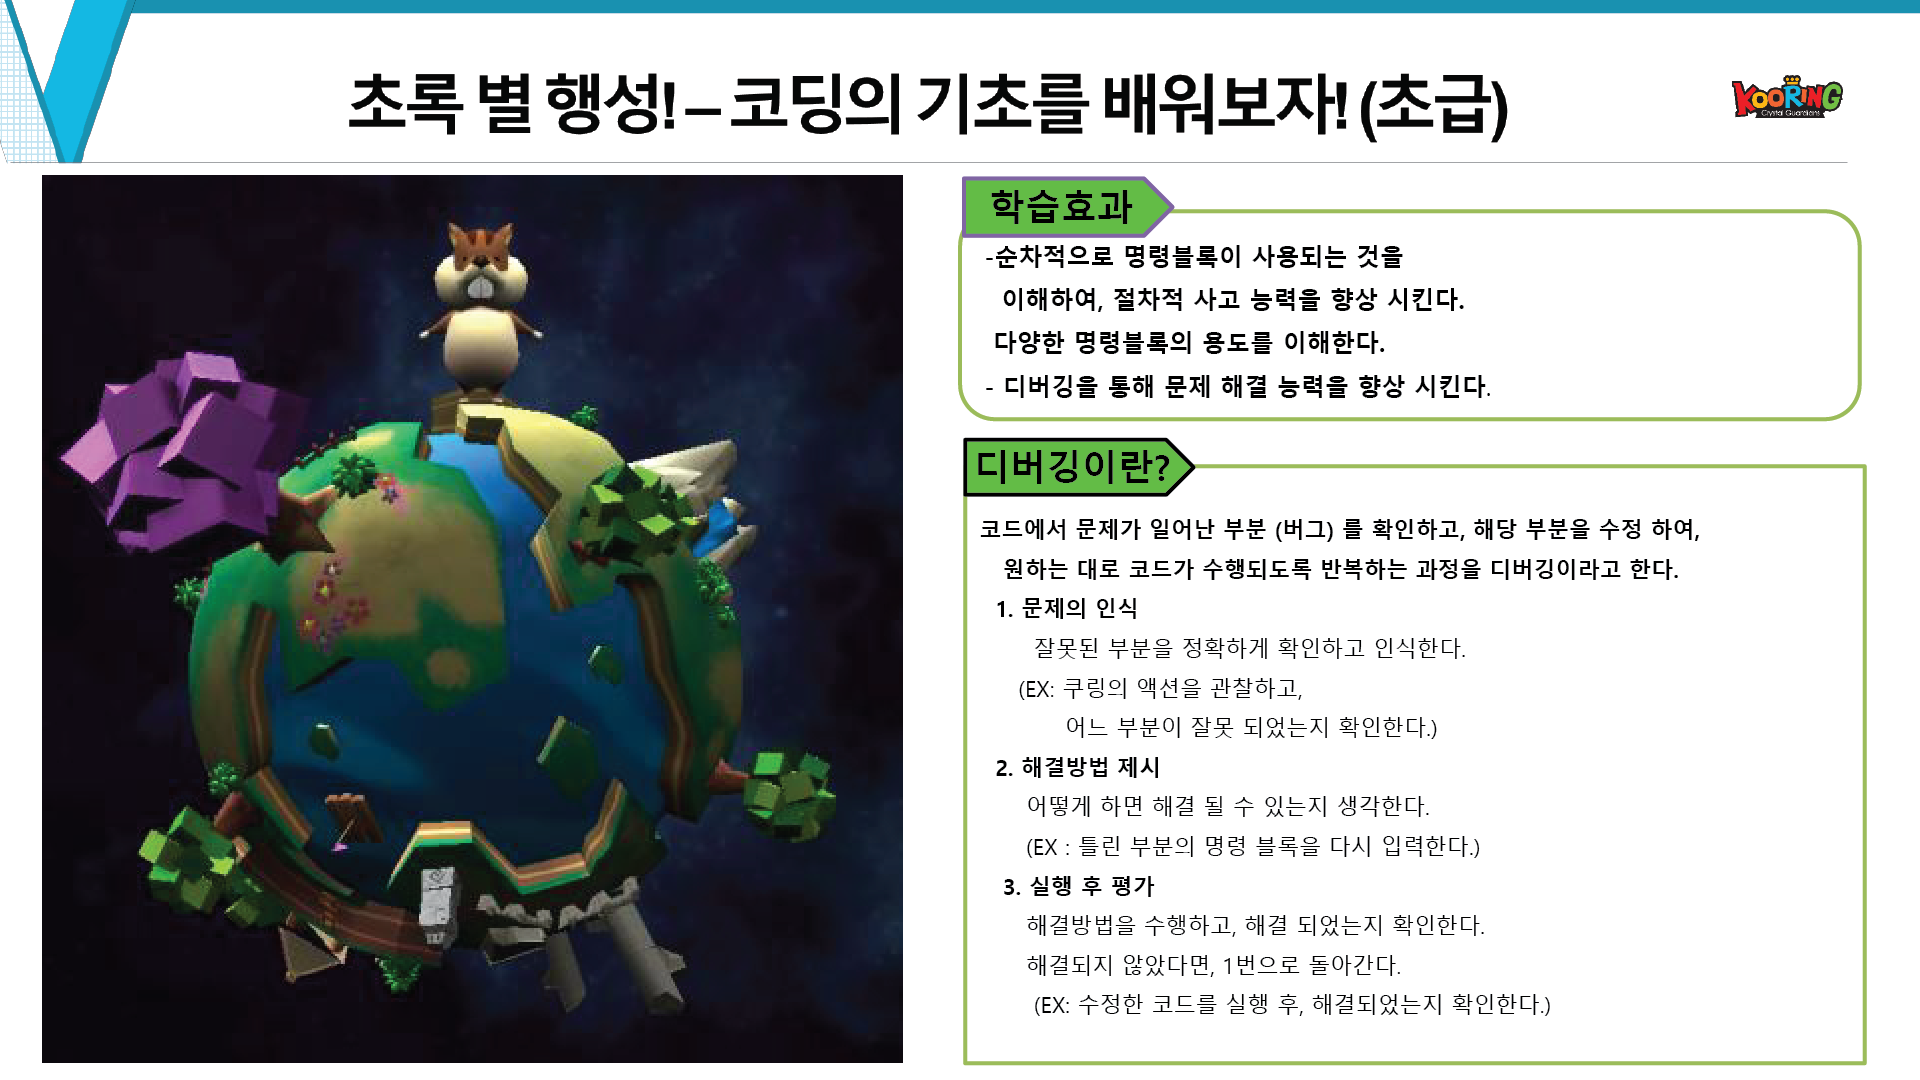 초록 별 행성! – 코딩의 기초를 배워보자! (초급)
KOORING
Crystal Guardians
학습효과
-순차적으로 명령블록이 사용되는 것을
이해하여, 절차적 사고 능력을 향상 시킨다.
다양한 명령블록의 용도를 이해한다.
- 디버깅을 통해 문제 해결 능력을 향상 시킨다.
디버깅이란?
코드에서 문제가 일어난 부분 (버그) 를 확인하고, 해당 부분을 수정 하여,
원하는 대로 코드가 수행되도록 반복하는 과정을 디버깅이라고 한다.
1. 문제의 인식
잘못된 부분을 정확하게 확인하고 인식한다.
(EX: 쿠링의 액션을 관찰하고,
어느 부분이 잘못 되었는지 확인한다.)
2. 해결방법 제시
어떻게 하면 해결 될 수 있는지 생각한다.
(EX : 틀린 부분의 명령 블록을 다시 입력한다.)
3. 실행 후 평가
해결방법을 수행하고, 해결 되었는지 확인한다.
해결되지 않았다면, 1번으로 돌아간다.
(EX: 수정한 코드를 실행 후, 해결되었는지 확인한다.)